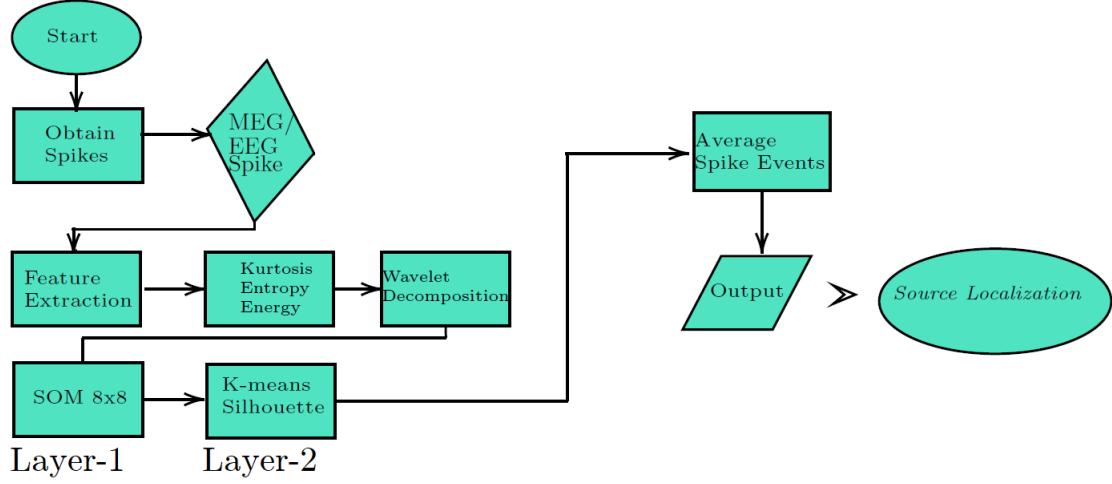 Start
Obtain
Spikes
MEG/
EEG
Spike
Feature
Extraction
Kurtosis
Entropy
Energy
Wavelet
Decomposition
SOM 8x8
K-means
Silhouette
Layer-1
Layer-2
Average
Spike Events
Output
Source Localization